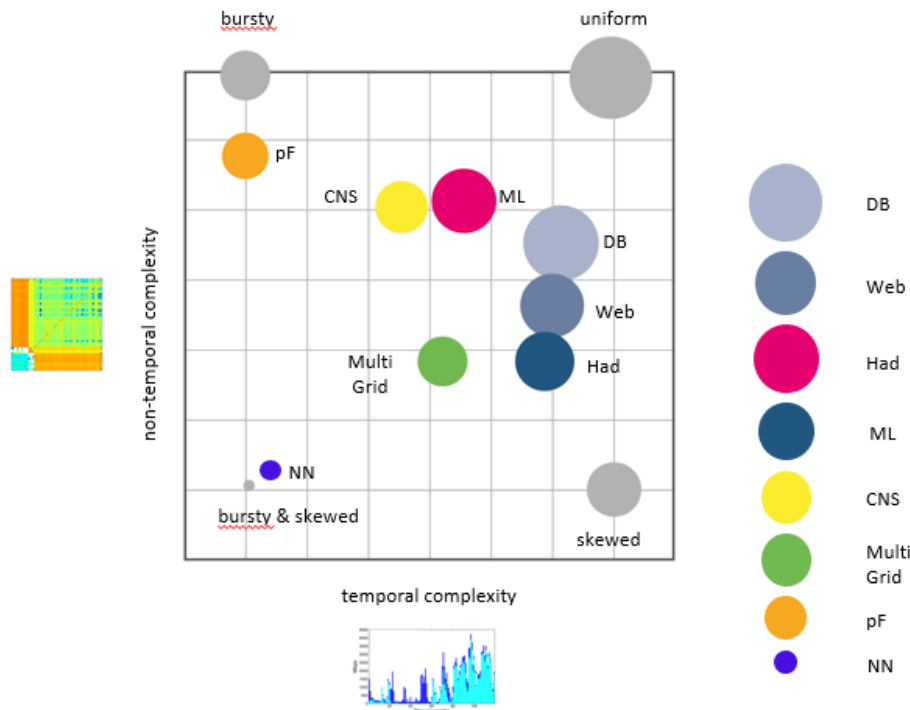 bursty
uniform
pF
CNS
ML
DB
Web
Multi
Grid
Had
NN
bursty & skewed
skewed
non-temporal complexity
temporal complexity
DB
Web
Had
ML
CNS
Multi
Grid
pF
NN